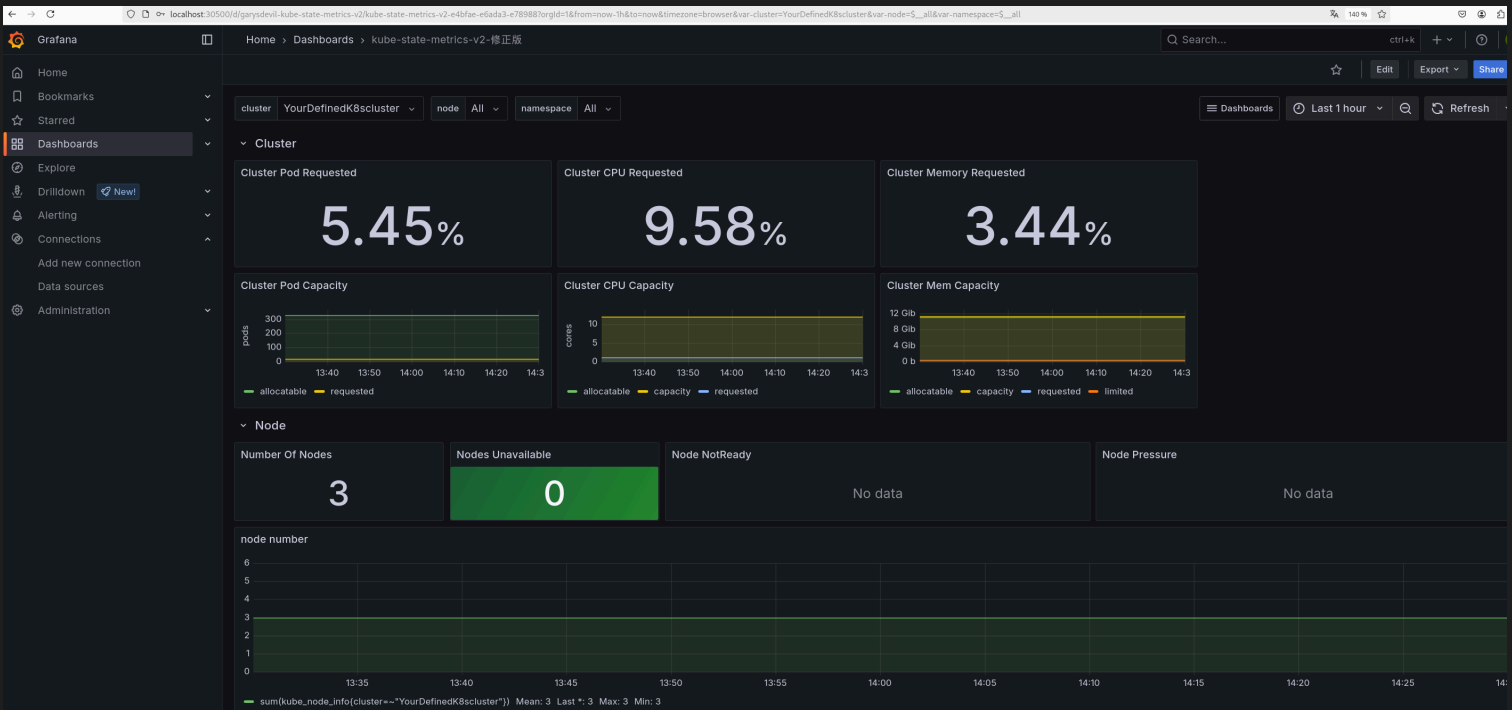 localhost:30500/d/garysdevil-kube-state-metrics-v2/kube-state-metrics-v2-e4bfae-e6ada3-e78988?orgId=1&from=now-1h&to=now&timezone=browser&var-cluster=YourDefinedK8scluster&var-node=$__all&var-namespace=$__all
140 %
Grafana
Home › Dashboards › kube-state-metrics-v2-修正版
Search...
ctrl+k
Edit
Export
Share
Home
Bookmarks
Starred
Dashboards
Explore
Drilldown
New!
Alerting
Connections
Add new connection
Data sources
Administration
cluster YourDefinedK8scluster
node All
namespace All
Dashboards
Last 1 hour
Refresh
Cluster
Cluster Pod Requested
5.45%
Cluster CPU Requested
9.58%
Cluster Memory Requested
3.44%
Cluster Pod Capacity
pods
300
200
100
0
13:40 13:50 14:00 14:10 14:20 14:3
allocatable requested
Cluster CPU Capacity
cores
10
5
0
13:40 13:50 14:00 14:10 14:20 14:3
allocatable capacity requested
Cluster Mem Capacity
12 Gib
8 Gib
4 Gib
0 b
13:40 13:50 14:00 14:10 14:20 14:3
allocatable capacity requested limited
Node
Number Of Nodes
3
Nodes Unavailable
0
Node NotReady
No data
Node Pressure
No data
node number
6
5
4
3
2
1
0
13:35 13:40 13:45 13:50 13:55 14:00 14:05 14:10 14:15 14:20 14:25 14:
sum(kube_node_info{cluster=~"YourDefinedK8scluster"}) Mean: 3 Last *: 3 Max: 3 Min: 3